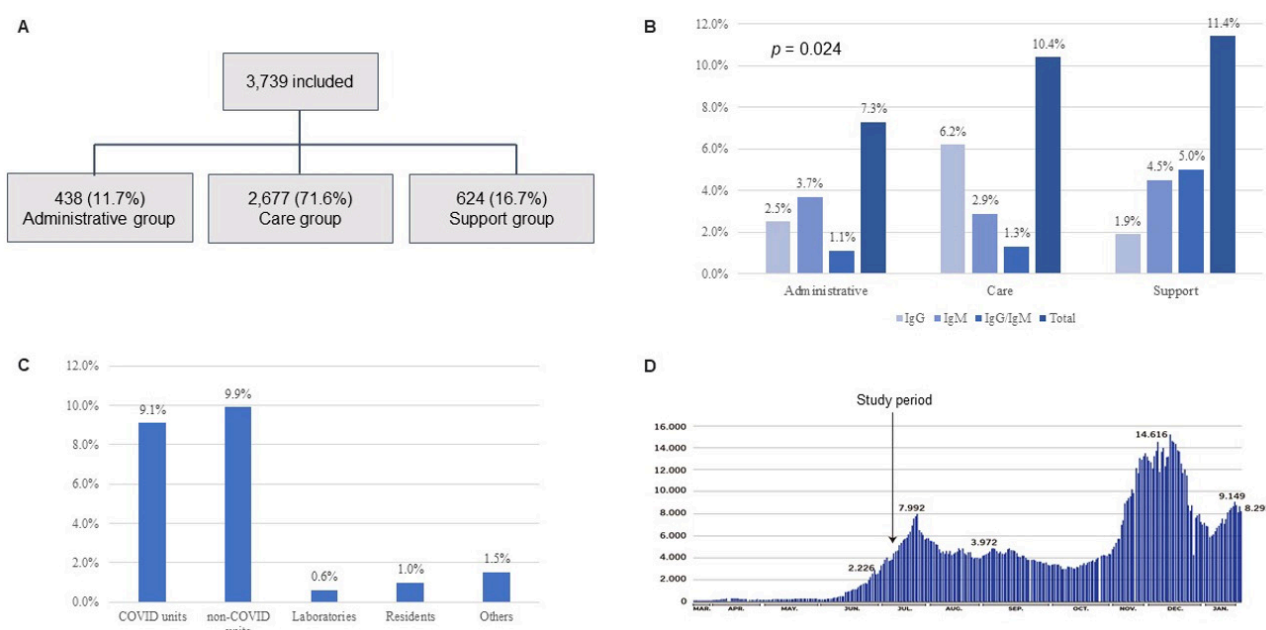 A
3,739 included
438 (11.7%)
Administrative group
2,677 (71.6%)
Care group
624 (16.7%)
Support group
B
p = 0.024
12.0%
10.0%
8.0%
6.0%
4.0%
2.0%
0.0%
2.5%
3.7%
1.1%
7.3%
6.2%
2.9%
1.3%
10.4%
1.9%
4.5%
5.0%
11.4%
Administrative
Care
Support
IgG IgM IgG/IgM Total
C
12.0%
10.0%
8.0%
6.0%
4.0%
2.0%
0.0%
9.1%
9.9%
0.6%
1.0%
1.5%
COVID units
non-COVID
Laboratories
Residents
Others
D
Study period
16.000
14.000
12.000
10.000
8.000
6.000
4.000
2.000
0
2.226
7.992
3.972
14.616
9.149
8.29
MAR. APR. MAY. JUN. JUL. AUG. SEP. OCT. NOV. DEC. JAN.